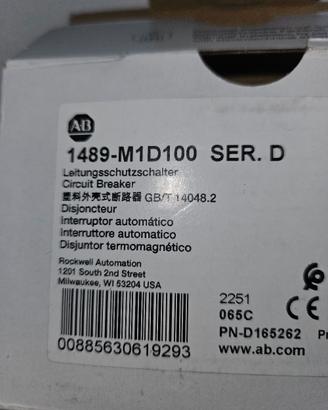 AB
1489-M1D100 SER. D
Leitungsschutzschalter
Circuit Breaker
塑料外壳式断路器 GB/T 14048.2
Disjoncteur
Interruptor automático
Interruttore automatico
Disjuntor termomagnético
Rockwell Automation
1201 South 2nd Street
Milwaukee, WI 53204 USA
2251
065C
CE
PN-D165262
00885630619293
www.ab.com